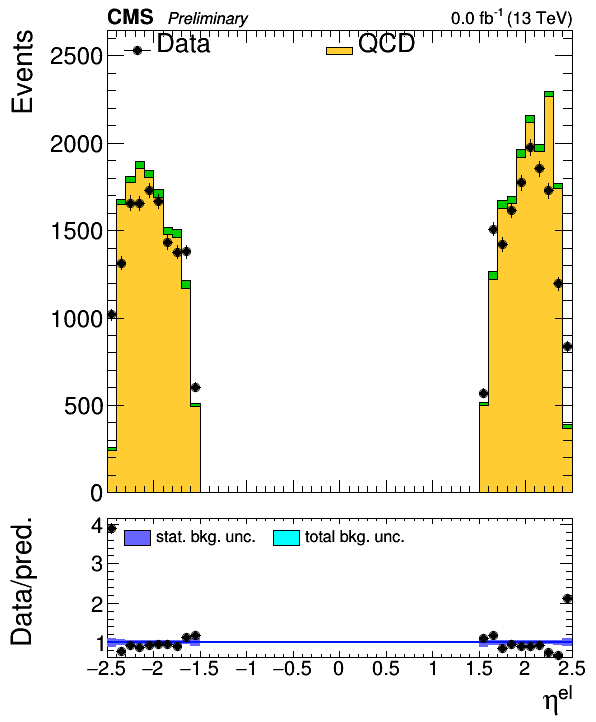 CMS Preliminary 0.0 fb⁻¹ (13 TeV)
Data QCD
Events
2500
2000
1500
1000
500
0
Data/pred.
stat. bkg. unc. total bkg. unc.
4
3
2
1
−2.5 −2 −1.5 −1 −0.5 0 0.5 1 1.5 2 2.5
η^el